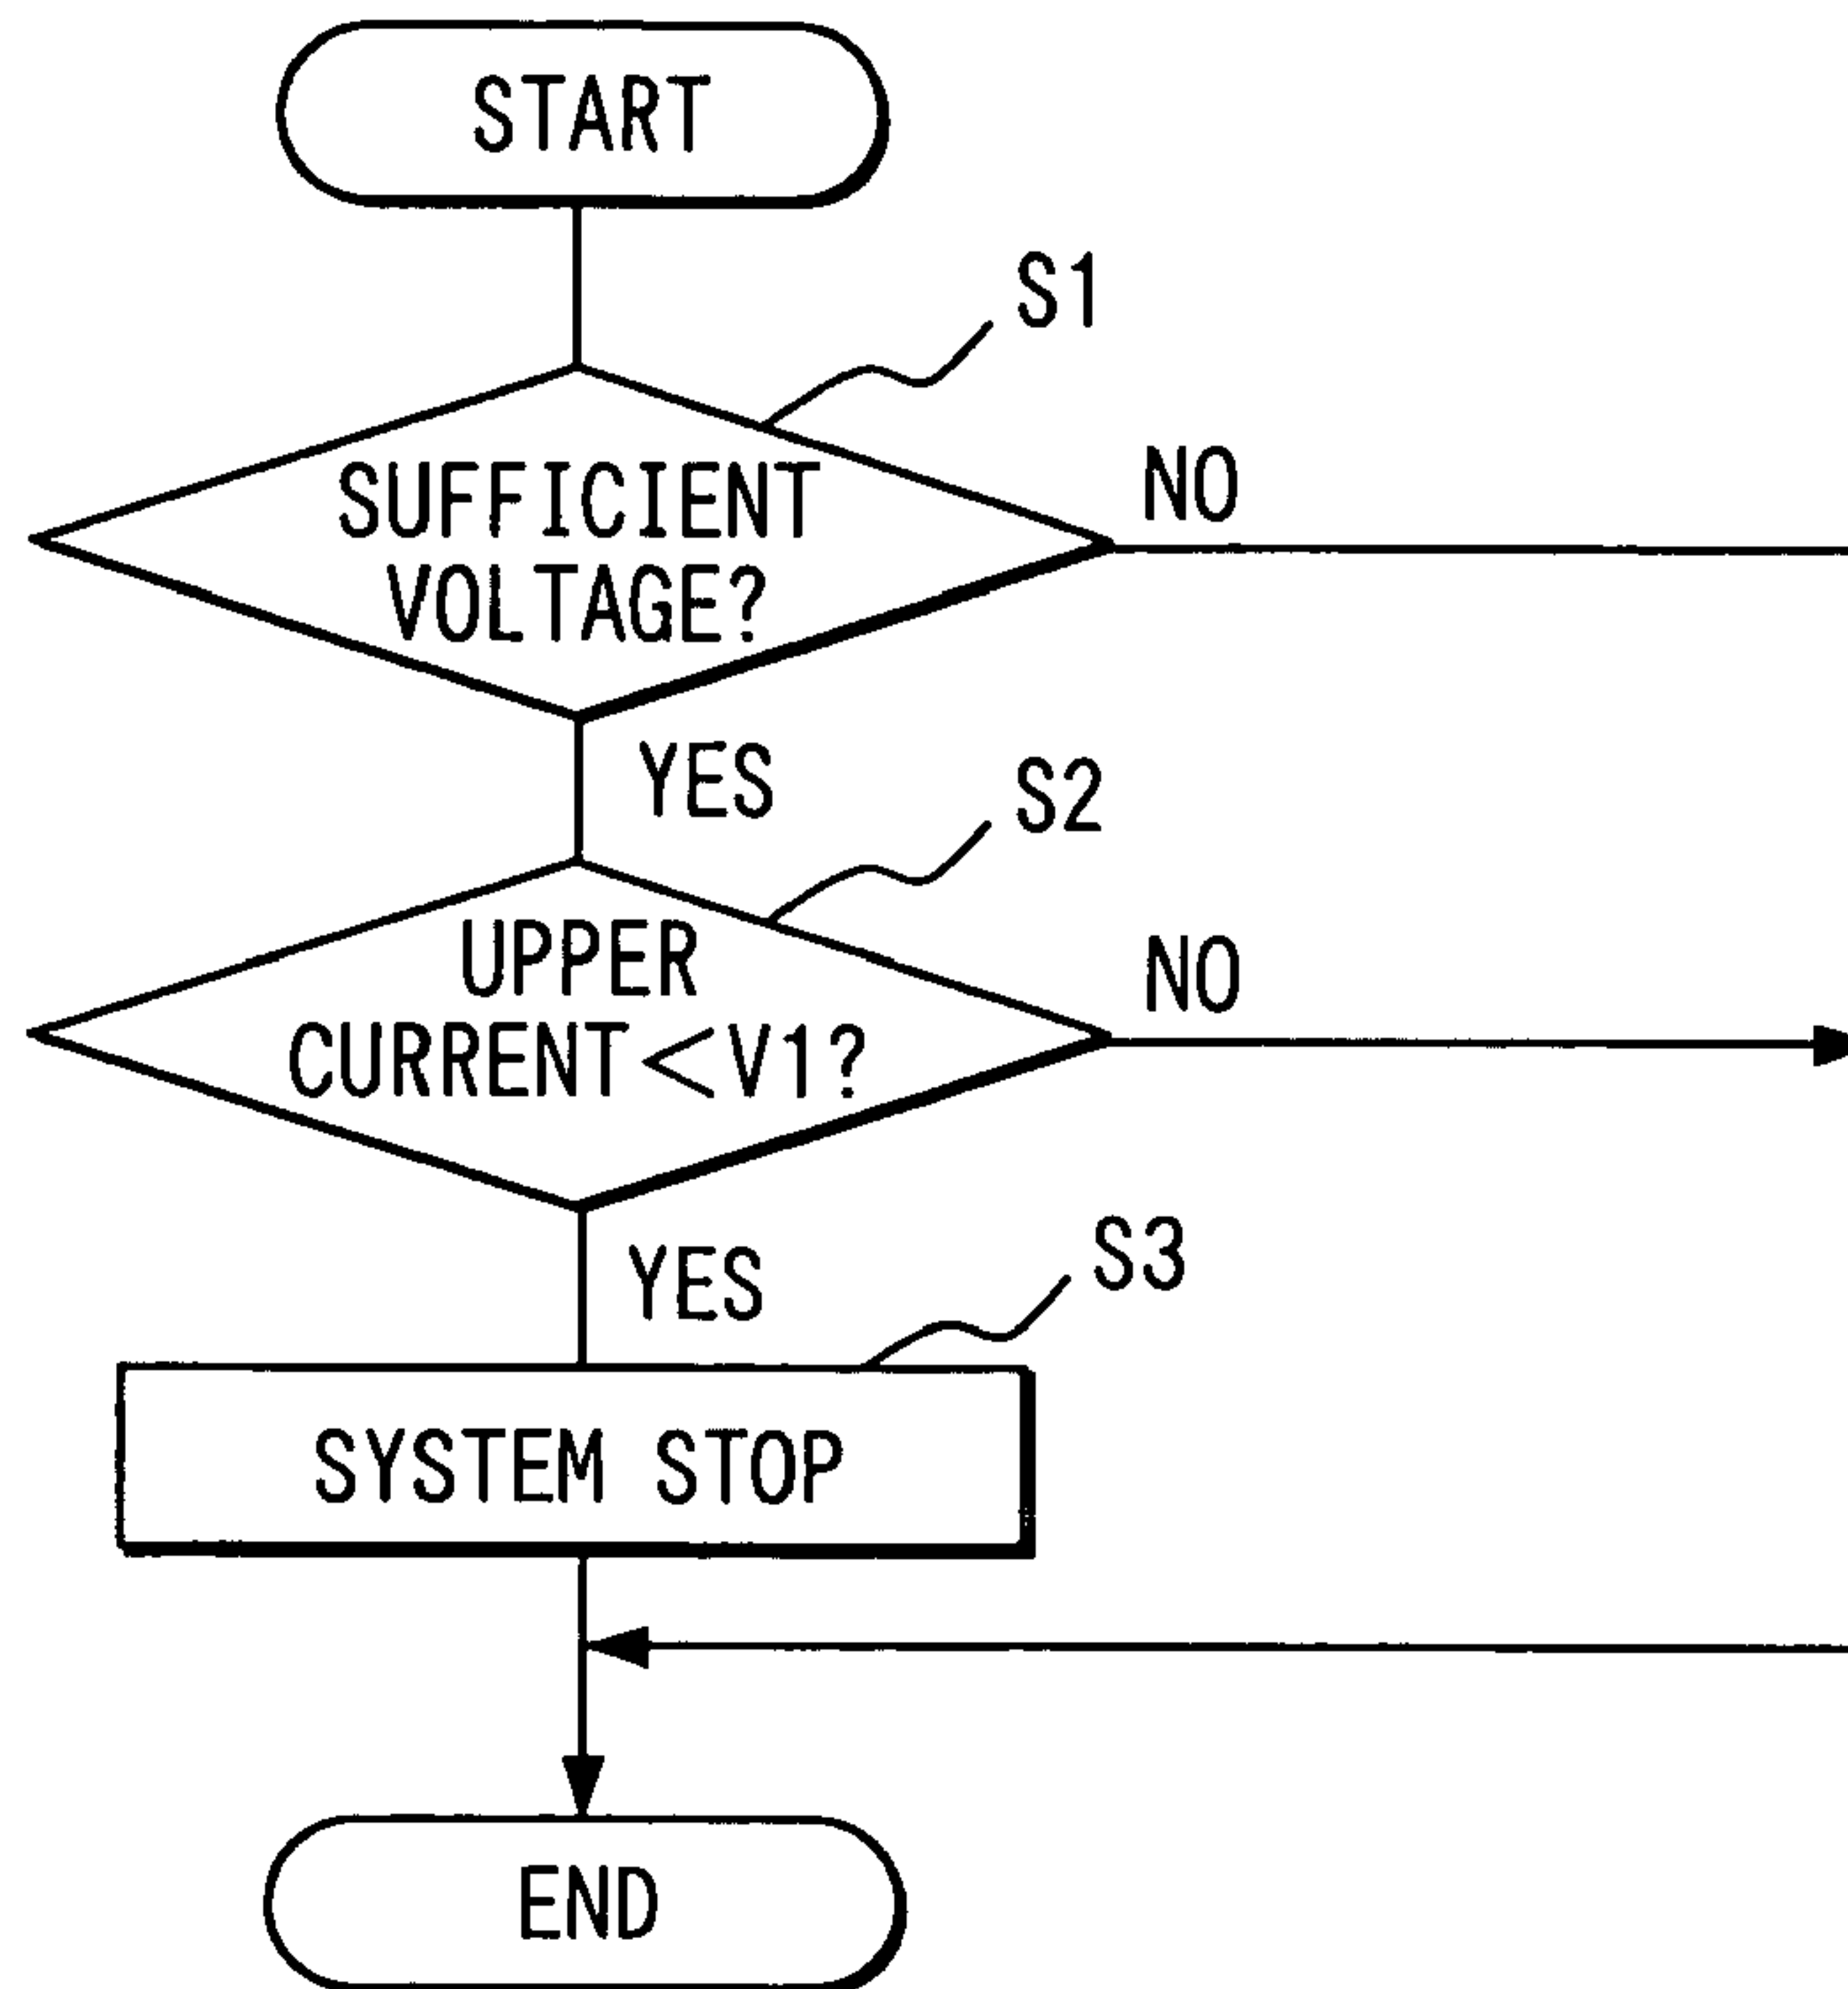 START
S1
SUFFICIENT
VOLTAGE?
NO
YES
S2
UPPER
CURRENT<V1?
NO
YES
S3
SYSTEM STOP
END